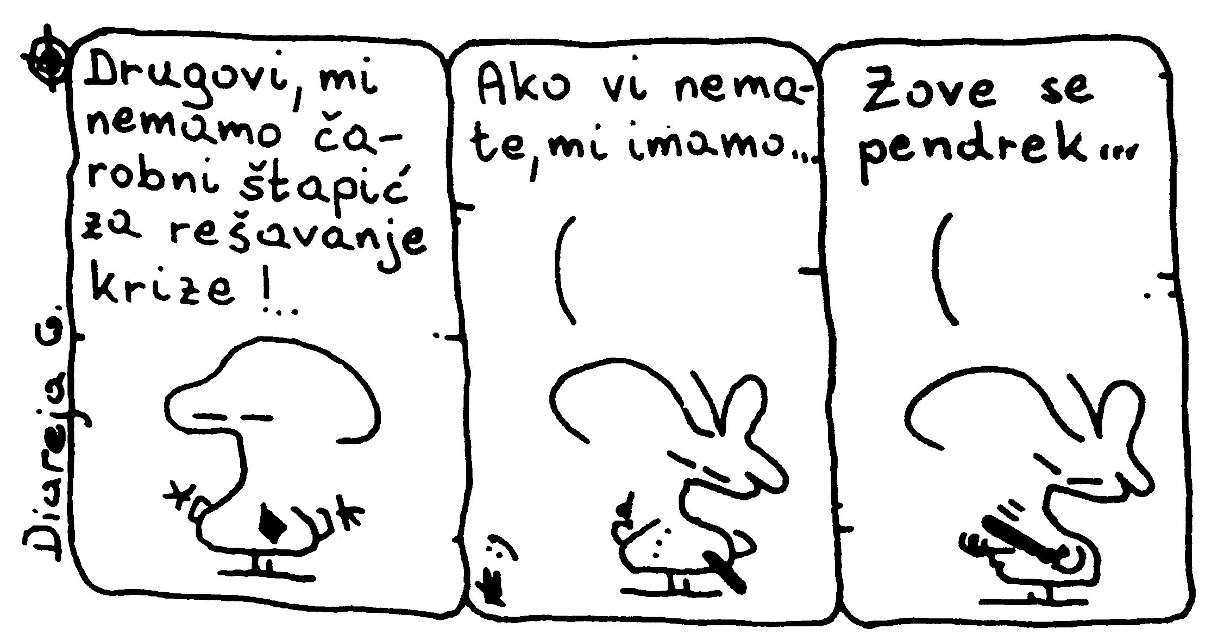 Drugovi, mi
nemamo ča-
robni štapić
za rešavanje
krize !...
Ako vi nema-
te, mi imamo...
Zove se
pendrek...
Diareja G.